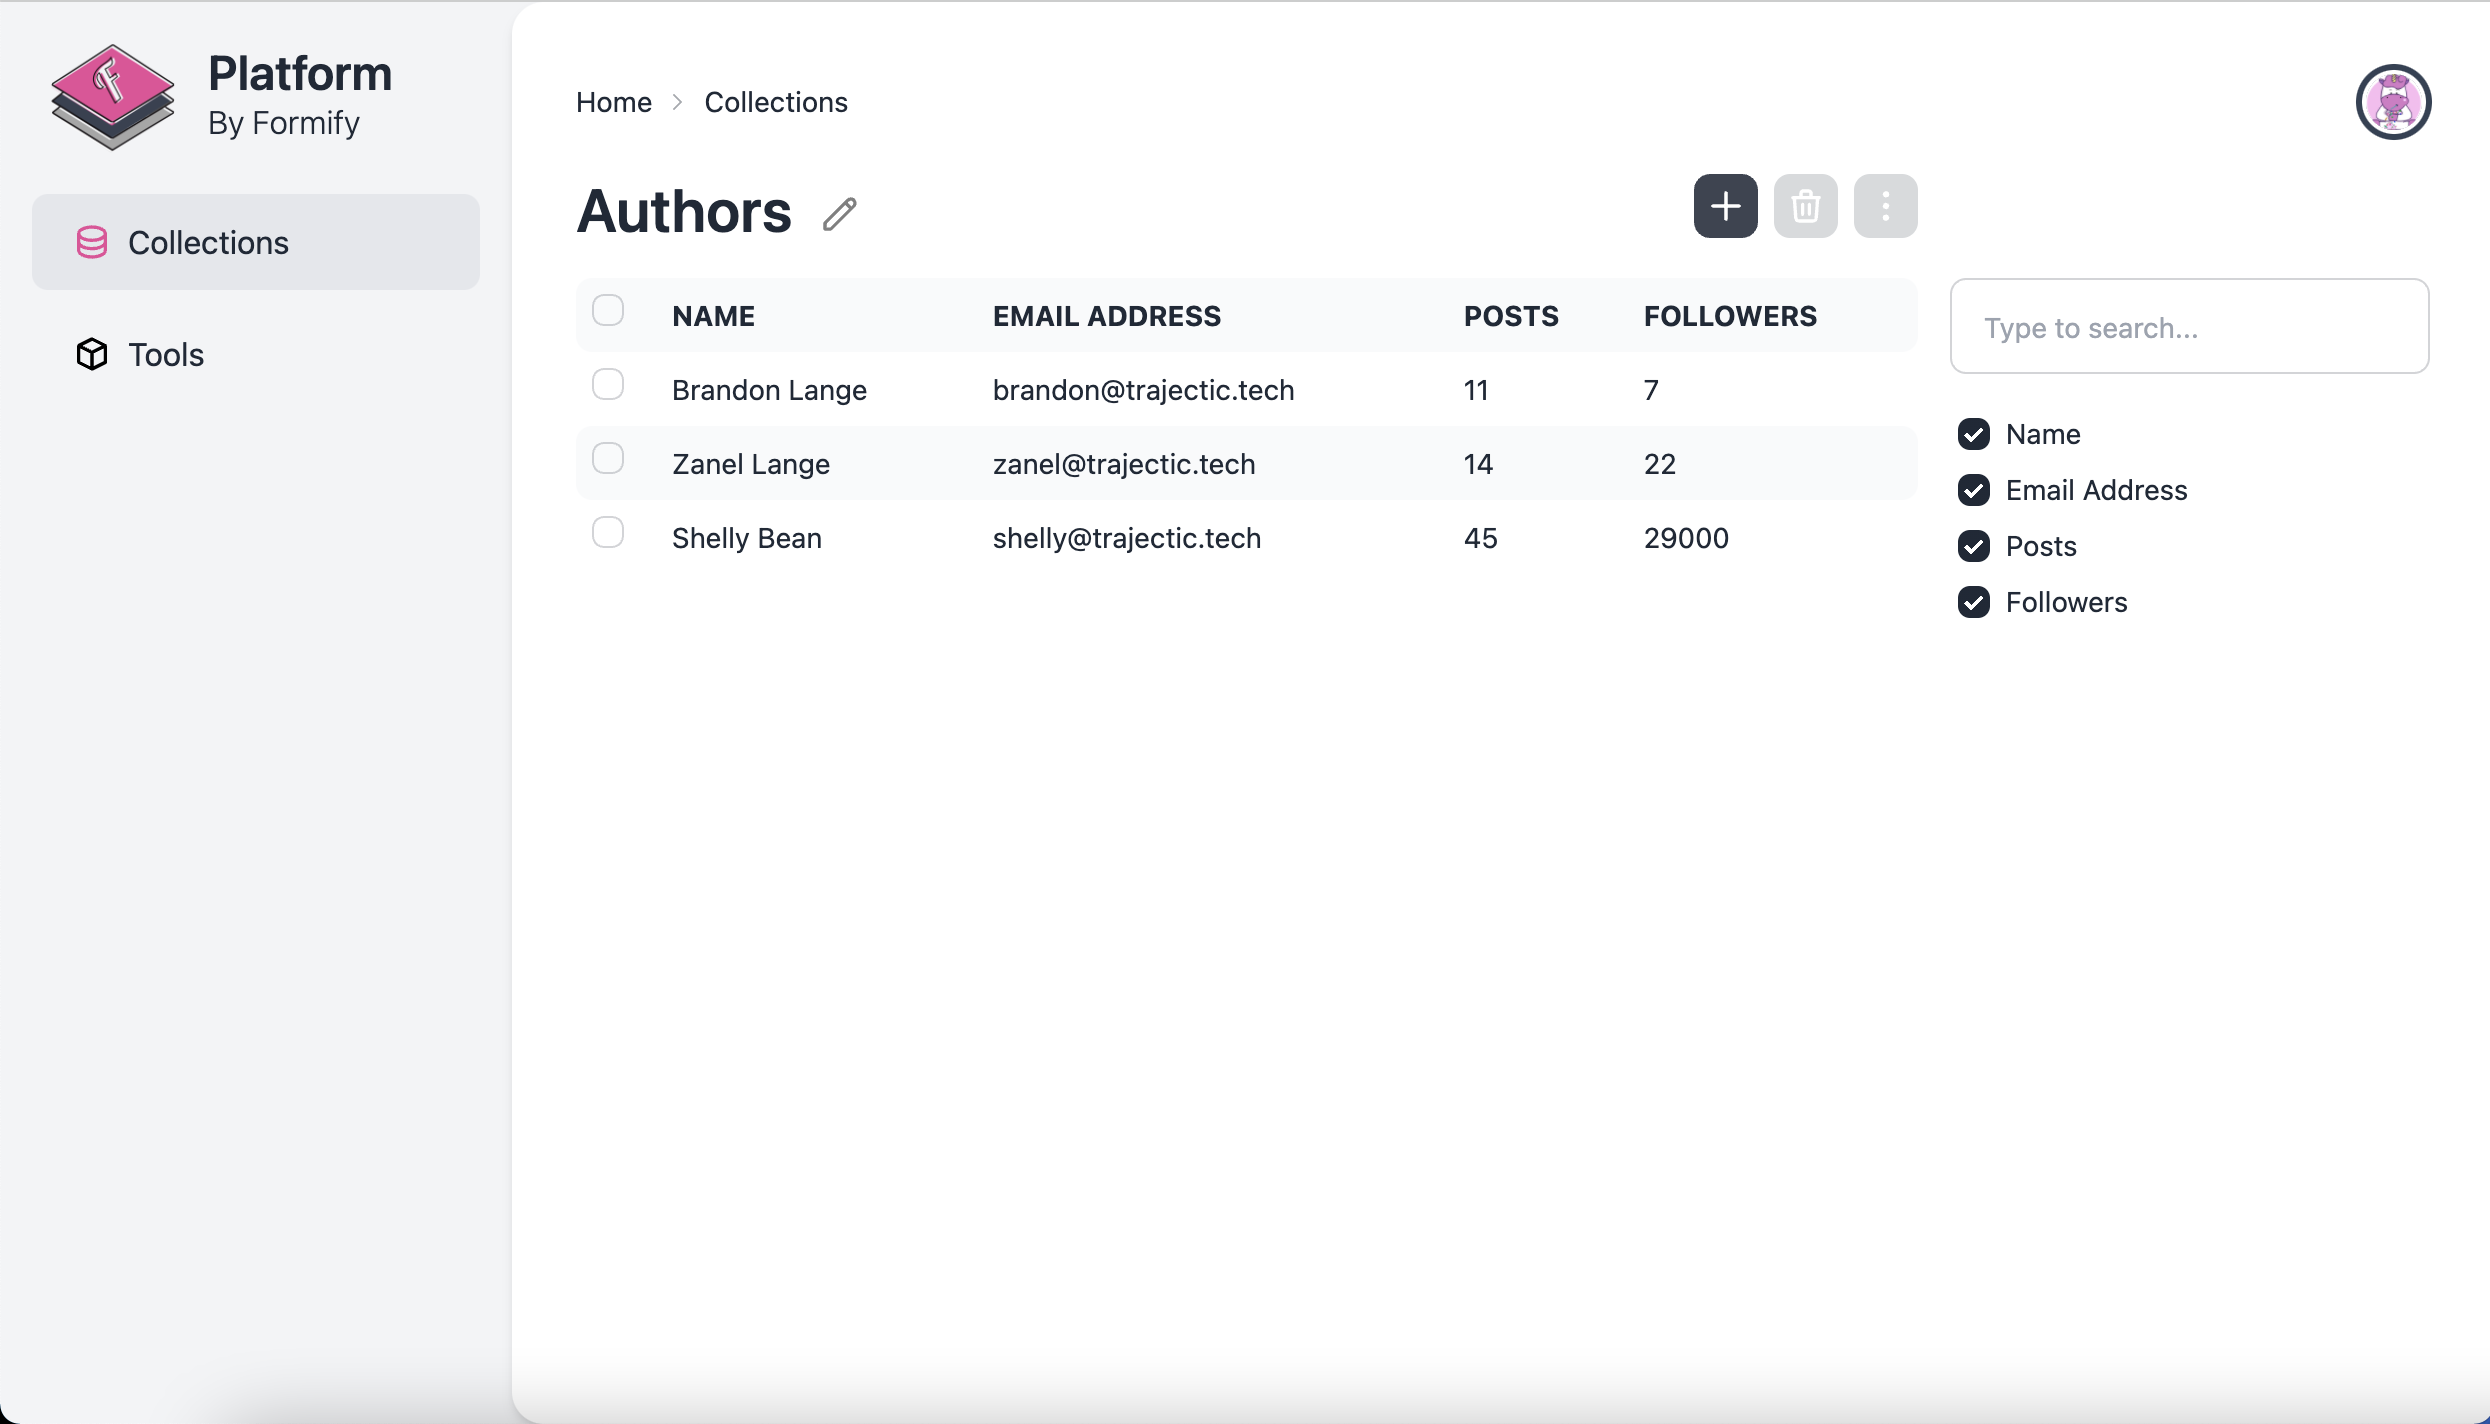 Platform
By Formify
Collections
Tools
Home > Collections
Authors
NAME EMAIL ADDRESS POSTS FOLLOWERS
Brandon Lange brandon@trajectic.tech 11 7
Zanel Lange zanel@trajectic.tech 14 22
Shelly Bean shelly@trajectic.tech 45 29000
Type to search...
Name
Email Address
Posts
Followers